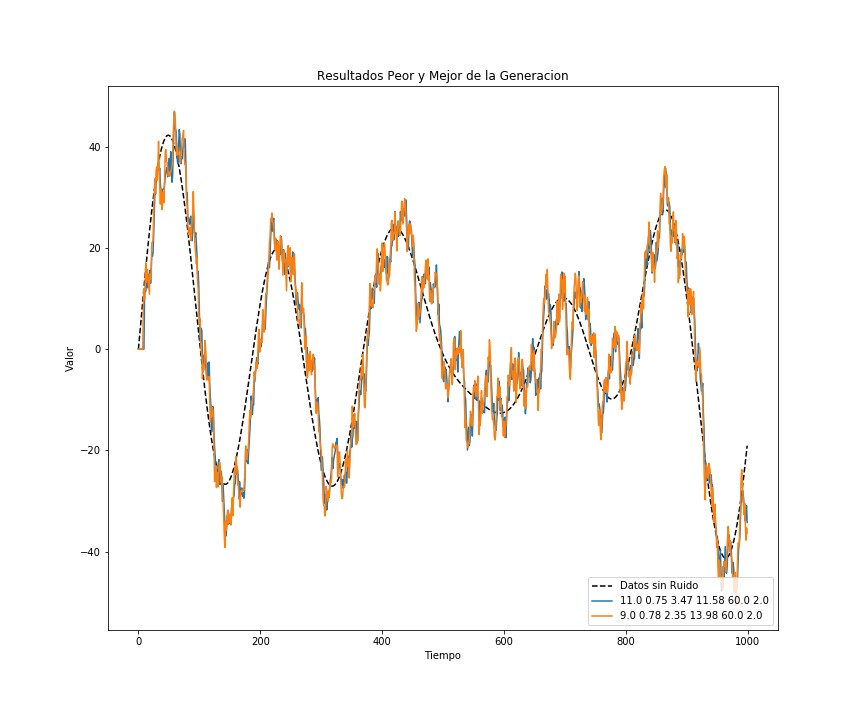 Resultados Peor y Mejor de la Generacion
Valor
40
20
0
−20
−40
0
200
400
600
800
1000
Tiempo
Datos sin Ruido
11.0 0.75 3.47 11.58 60.0 2.0
9.0 0.78 2.35 13.98 60.0 2.0